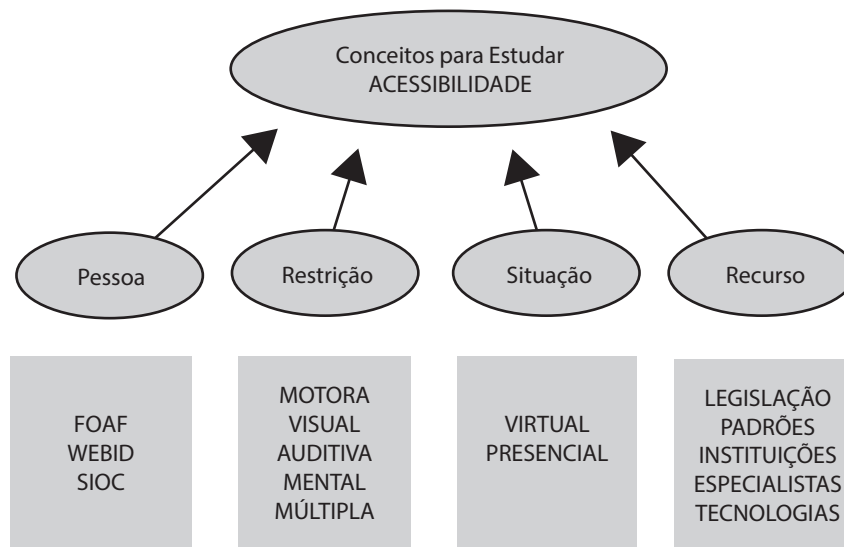 Conceitos para Estudar
ACESSIBILIDADE
Pessoa
Restrição
Situação
Recurso
FOAF
WEBID
SIOC
MOTORA
VISUAL
AUDITIVA
MENTAL
MÚLTIPLA
VIRTUAL
PRESENCIAL
LEGISLAÇÃO
PADRÕES
INSTITUIÇÕES
ESPECIALISTAS
TECNOLOGIAS